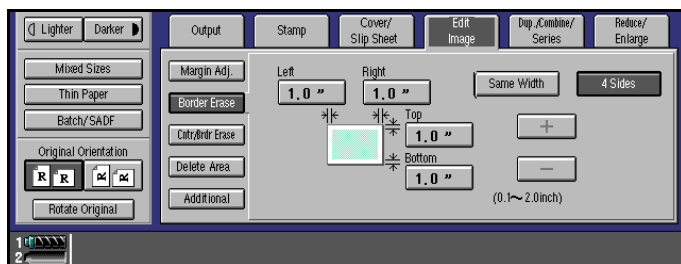 Lighter Darker
Mixed Sizes
Thin Paper
Batch/SADF
Original Orientation
R R R R
Rotate Original
Output
Stamp
Cover/
Slip Sheet
Edit
Image
Dup./Combine/
Series
Reduce/
Enlarge
Margin Adj.
Border Erase
Cntr/Brdr Erase
Delete Area
Additional
Left Right
1.0 " 1.0 "
Top
1.0 "
Bottom
1.0 "
Same Width 4 Sides
+
−
(0.1~2.0inch)
1
2